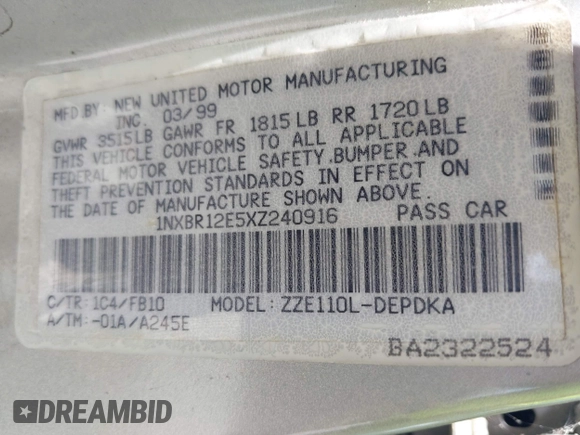 MFD.BY: NEW UNITED MOTOR MANUFACTURING
INC. 03/99
GVWR 3515LB GAWR FR 1815LB RR 1720LB
THIS VEHICLE CONFORMS TO ALL APPLICABLE
FEDERAL MOTOR VEHICLE SAFETY,BUMPER,AND
THEFT PREVENTION STANDARDS IN EFFECT ON
THE DATE OF MANUFACTURE SHOWN ABOVE.
1NXBR12E5XZ240916 PASS CAR
C/TR: 1C4/FB10 MODEL: ZZE110L-DEPDKA
A/TM: -01A/A245E
BA2322524
DREAMBID